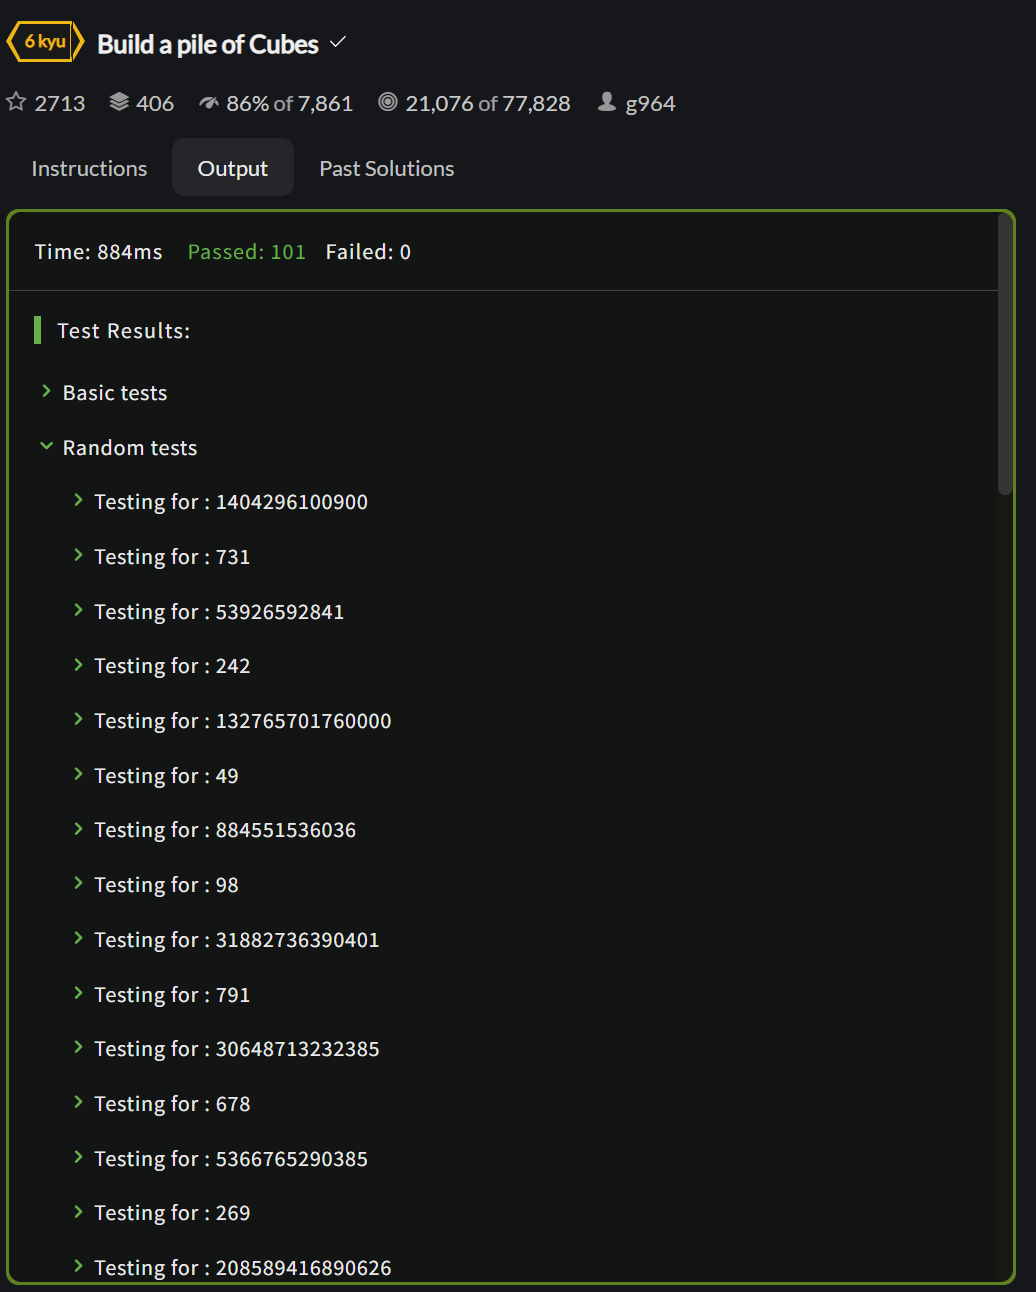 6 kyu Build a pile of Cubes
2713 406 86% of 7,861 21,076 of 77,828 g964
Instructions Output Past Solutions
Time: 884ms Passed: 101 Failed: 0
Test Results:
Basic tests
Random tests
Testing for : 1404296100900
Testing for : 731
Testing for : 53926592841
Testing for : 242
Testing for : 132765701760000
Testing for : 49
Testing for : 884551536036
Testing for : 98
Testing for : 31882736390401
Testing for : 791
Testing for : 30648713232385
Testing for : 678
Testing for : 5366765290385
Testing for : 269
Testing for : 208589416890626